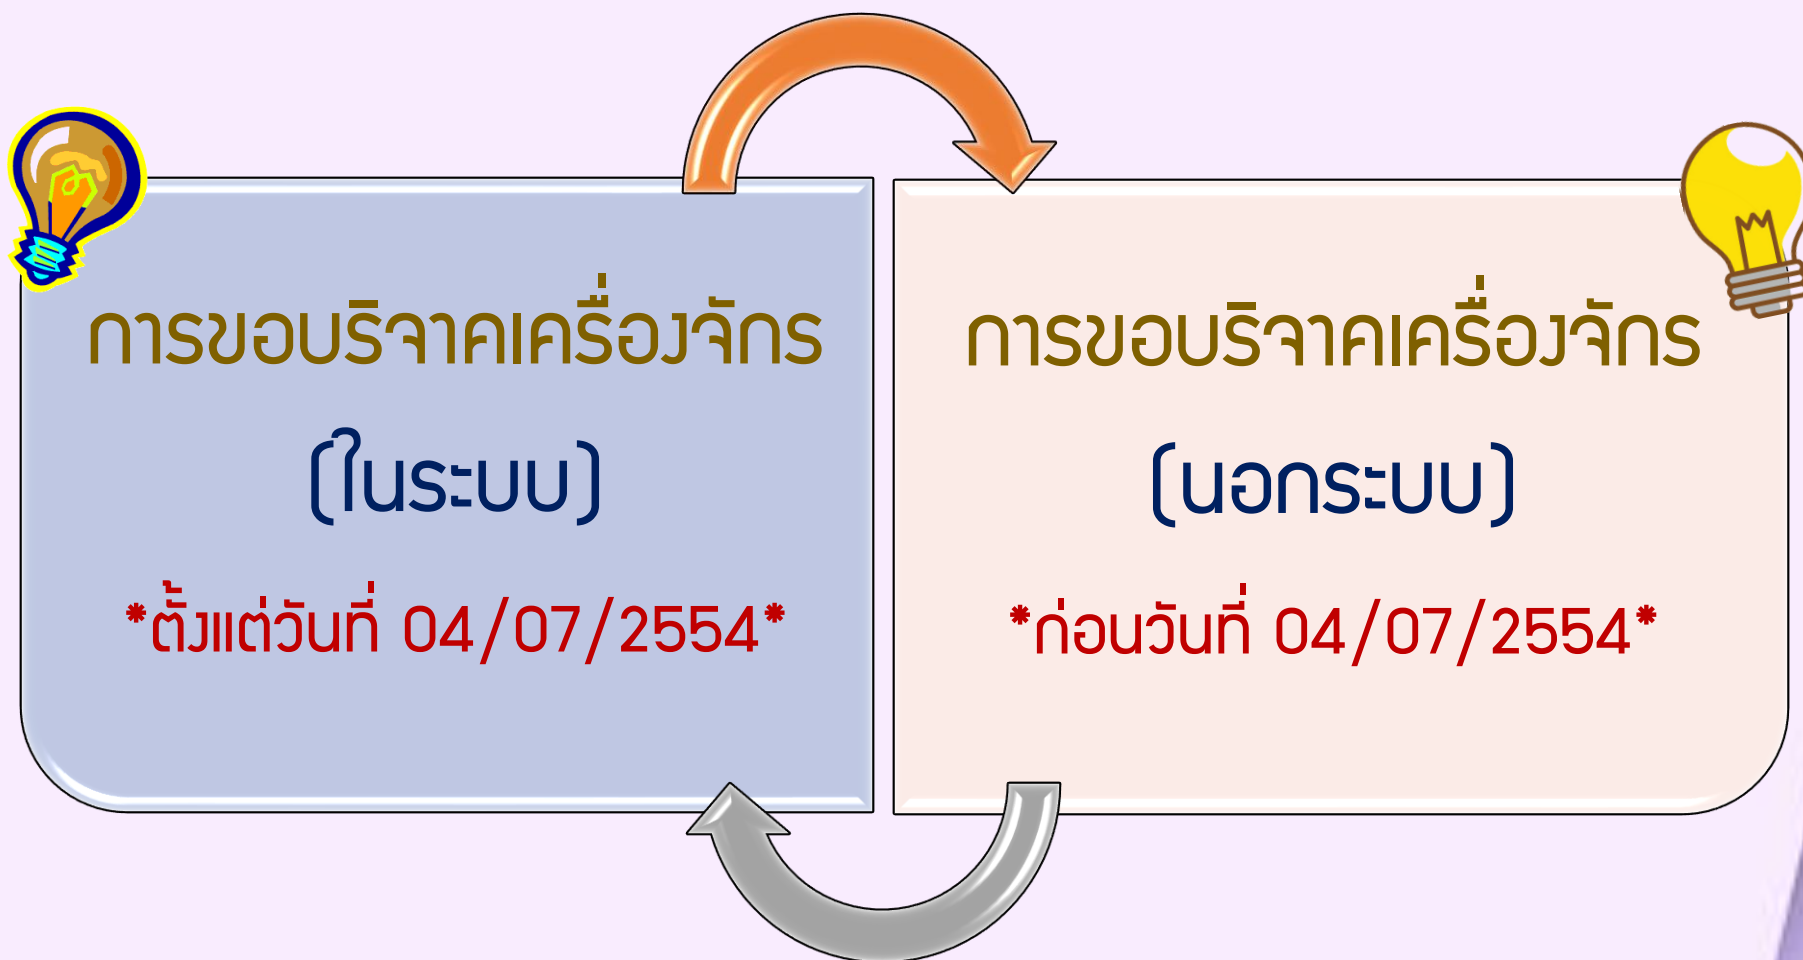 การขอบริจาคเครื่องจักร
(ในระบบ)
*ตั้งแต่วันที่ 04/07/2554*
การขอบริจาคเครื่องจักร
(นอกระบบ)
*ก่อนวันที่ 04/07/2554*